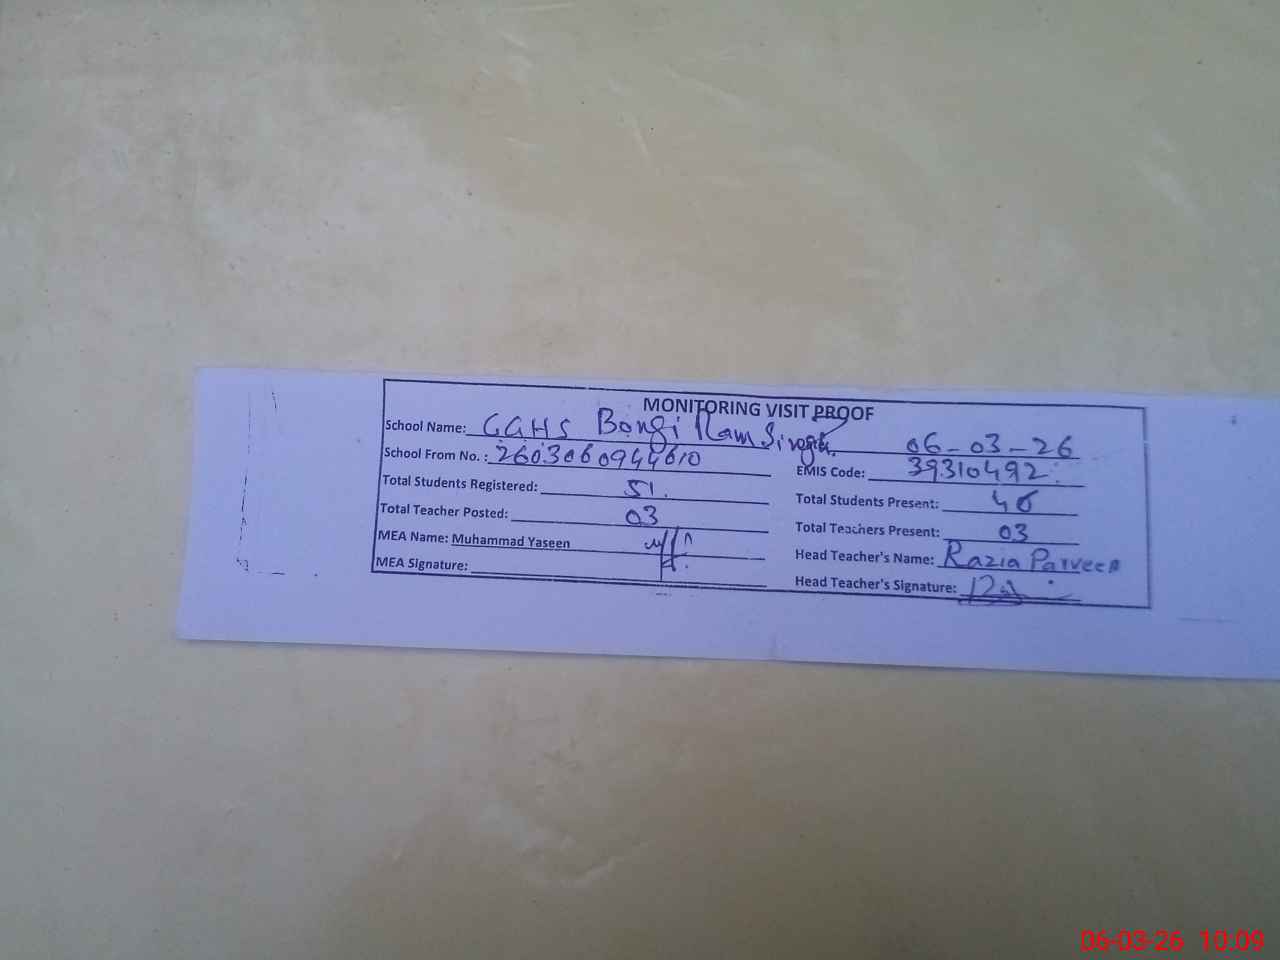 MONITORING VISIT PROOF
School Name: GGHS Bongi Ram Singh 06-03-26
School From No. : 260306094610 EMIS Code: 39310492
Total Students Registered: 51 Total Students Present: 46
Total Teacher Posted: 03 Total Teachers Present: 03
MEA Name: Muhammad Yaseen Head Teacher's Name: Razia Parveen
MEA Signature: Head Teacher's Signature:
06-03-26 10.09